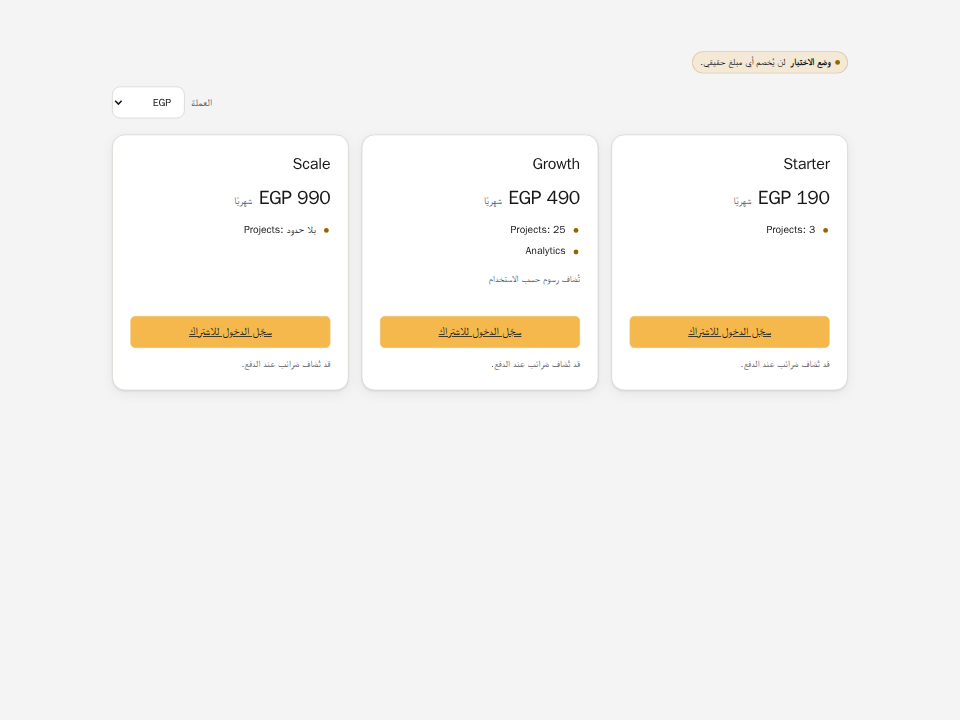 وضع الاختبار لن يُخصم أي مبلغ حقيقي.
العملة EGP
Starter
EGP 190 شهريًا
Projects: 3
سجّل الدخول للاشتراك
قد تُضاف ضرائب عند الدفع.
Growth
EGP 490 شهريًا
Projects: 25
Analytics
تُضاف رسوم حسب الاستخدام
سجّل الدخول للاشتراك
قد تُضاف ضرائب عند الدفع.
Scale
EGP 990 شهريًا
Projects: بلا حدود
سجّل الدخول للاشتراك
قد تُضاف ضرائب عند الدفع.